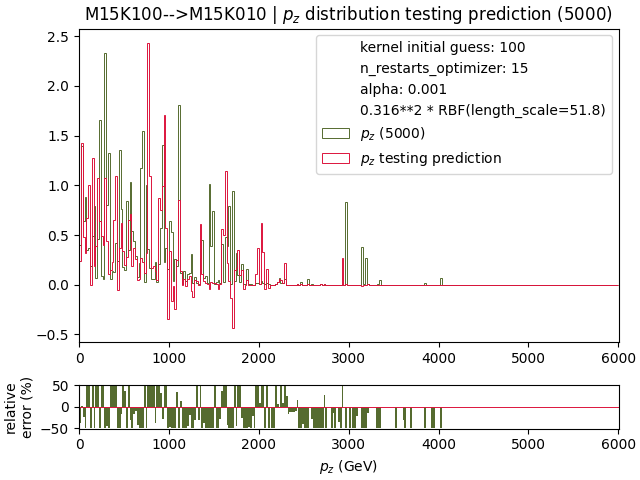 M15K100-->M15K010 | p_z distribution testing prediction (5000)
kernel initial guess: 100
n_restarts_optimizer: 15
alpha: 0.001
0.316**2 * RBF(length_scale=51.8)
p_z (5000)
p_z testing prediction
2.5
2.0
1.5
1.0
0.5
0.0
−0.5
0 1000 2000 3000 4000 5000 6000
relative
error (%)
50
0
−50
0 1000 2000 3000 4000 5000 6000
p_z (GeV)